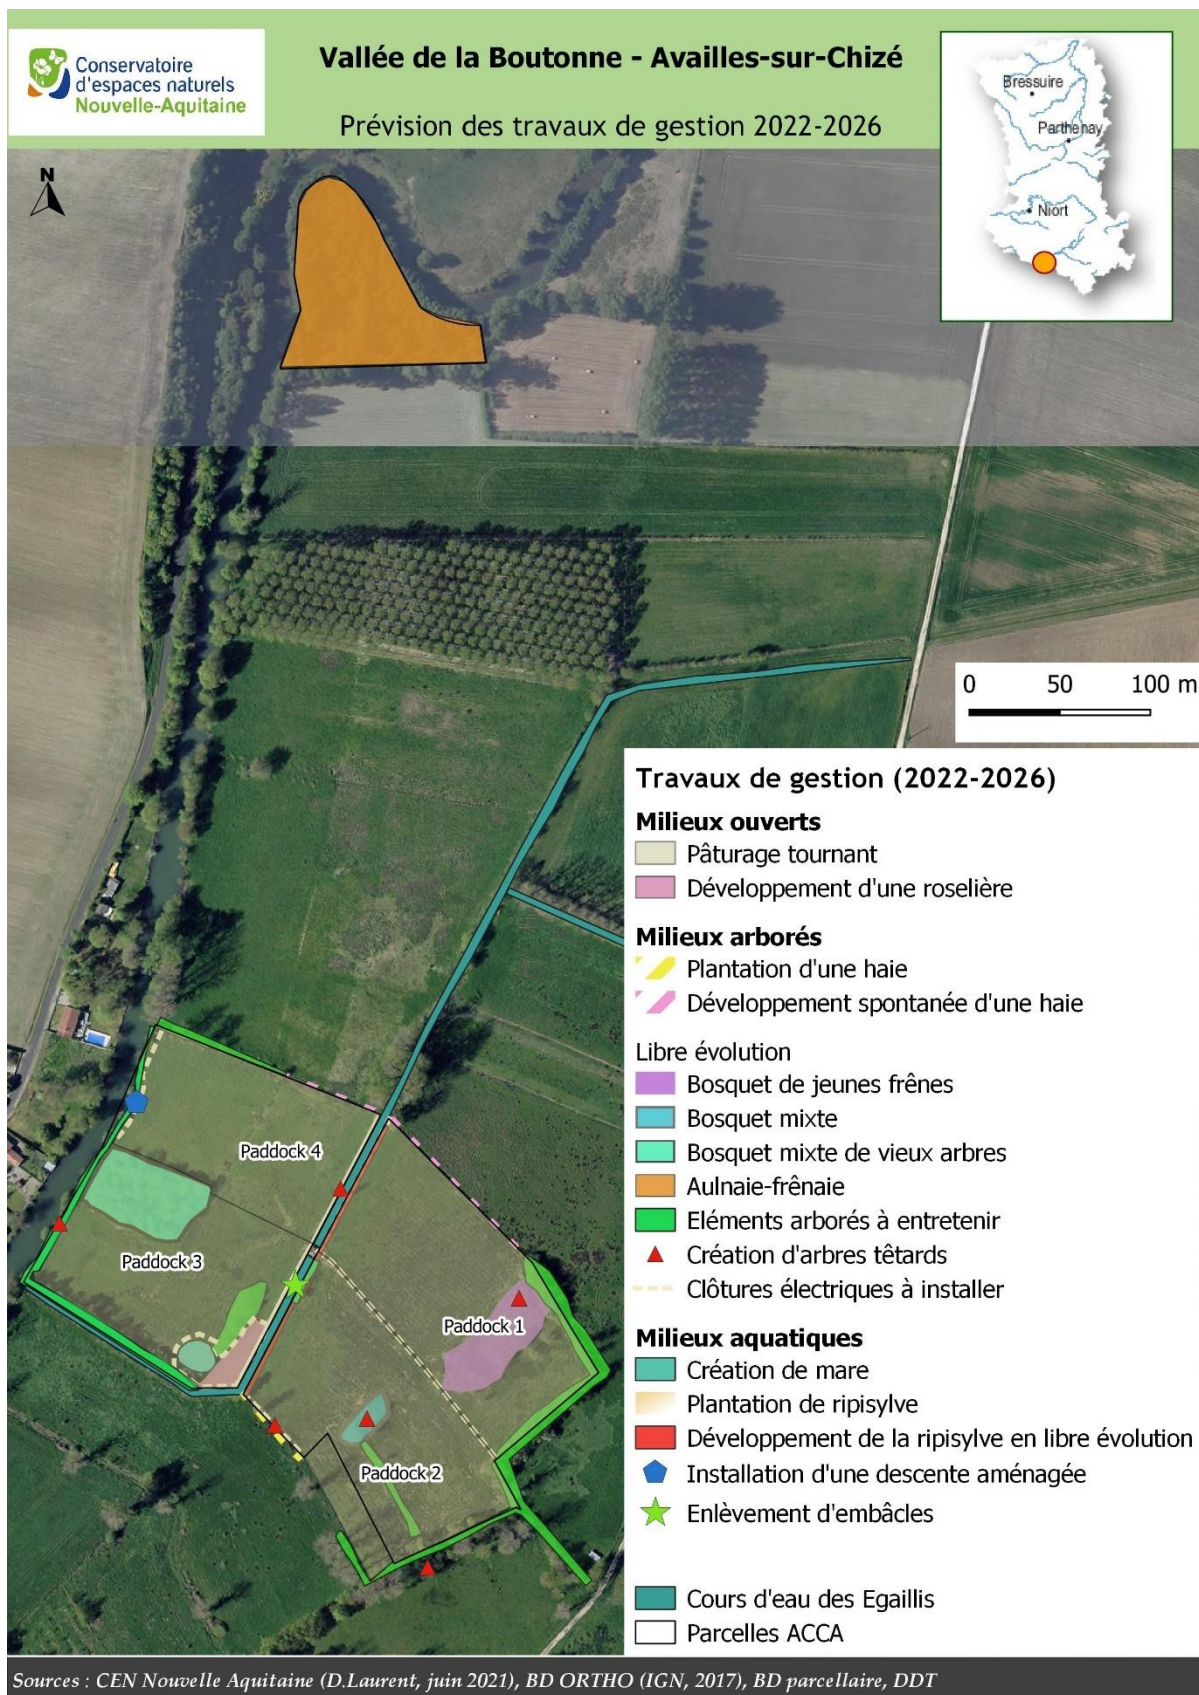 Conservatoire
d'espaces naturels
Nouvelle-Aquitaine
Vallée de la Boutonne - Availles-sur-Chizé
Prévision des travaux de gestion 2022-2026
Bressuire
Parthenay
Niort
N
0 50 100 m
Travaux de gestion (2022-2026)
Milieux ouverts
Pâturage tournant
Développement d'une roselière
Milieux arborés
Plantation d'une haie
Développement spontanée d'une haie
Libre évolution
Bosquet de jeunes frênes
Bosquet mixte
Bosquet mixte de vieux arbres
Aulnaie-frênaie
Eléments arborés à entretenir
Création d'arbres têtards
Clôtures électriques à installer
Milieux aquatiques
Création de mare
Plantation de ripisylve
Développement de la ripisylve en libre évolution
Installation d'une descente aménagée
Enlèvement d'embâcles
Cours d'eau des Egaillis
Parcelles ACCA
Paddock 4
Paddock 3
Paddock 1
Paddock 2
Sources : CEN Nouvelle Aquitaine (D.Laurent, juin 2021), BD ORTHO (IGN, 2017), BD parcellaire, DDT